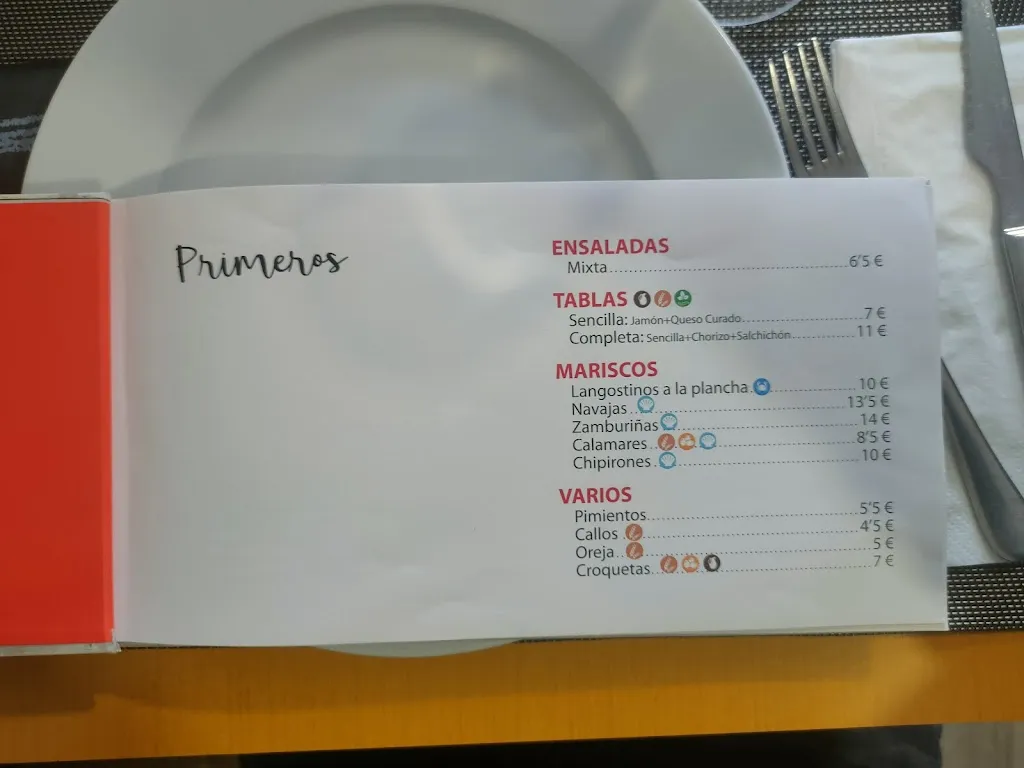 Primeros
ENSALADAS
Mixta 6'5 €
TABLAS
Sencilla: Jamón+Queso Curado 7 €
Completa: Sencilla+Chorizo+Salchichón 11 €
MARISCOS
Langostinos a la plancha 10 €
Navajas 13'5 €
Zamburiñas 14 €
Calamares 8'5 €
Chipirones 10 €
VARIOS
Pimientos 5'5 €
Callos 4'5 €
Oreja 5 €
Croquetas 7 €